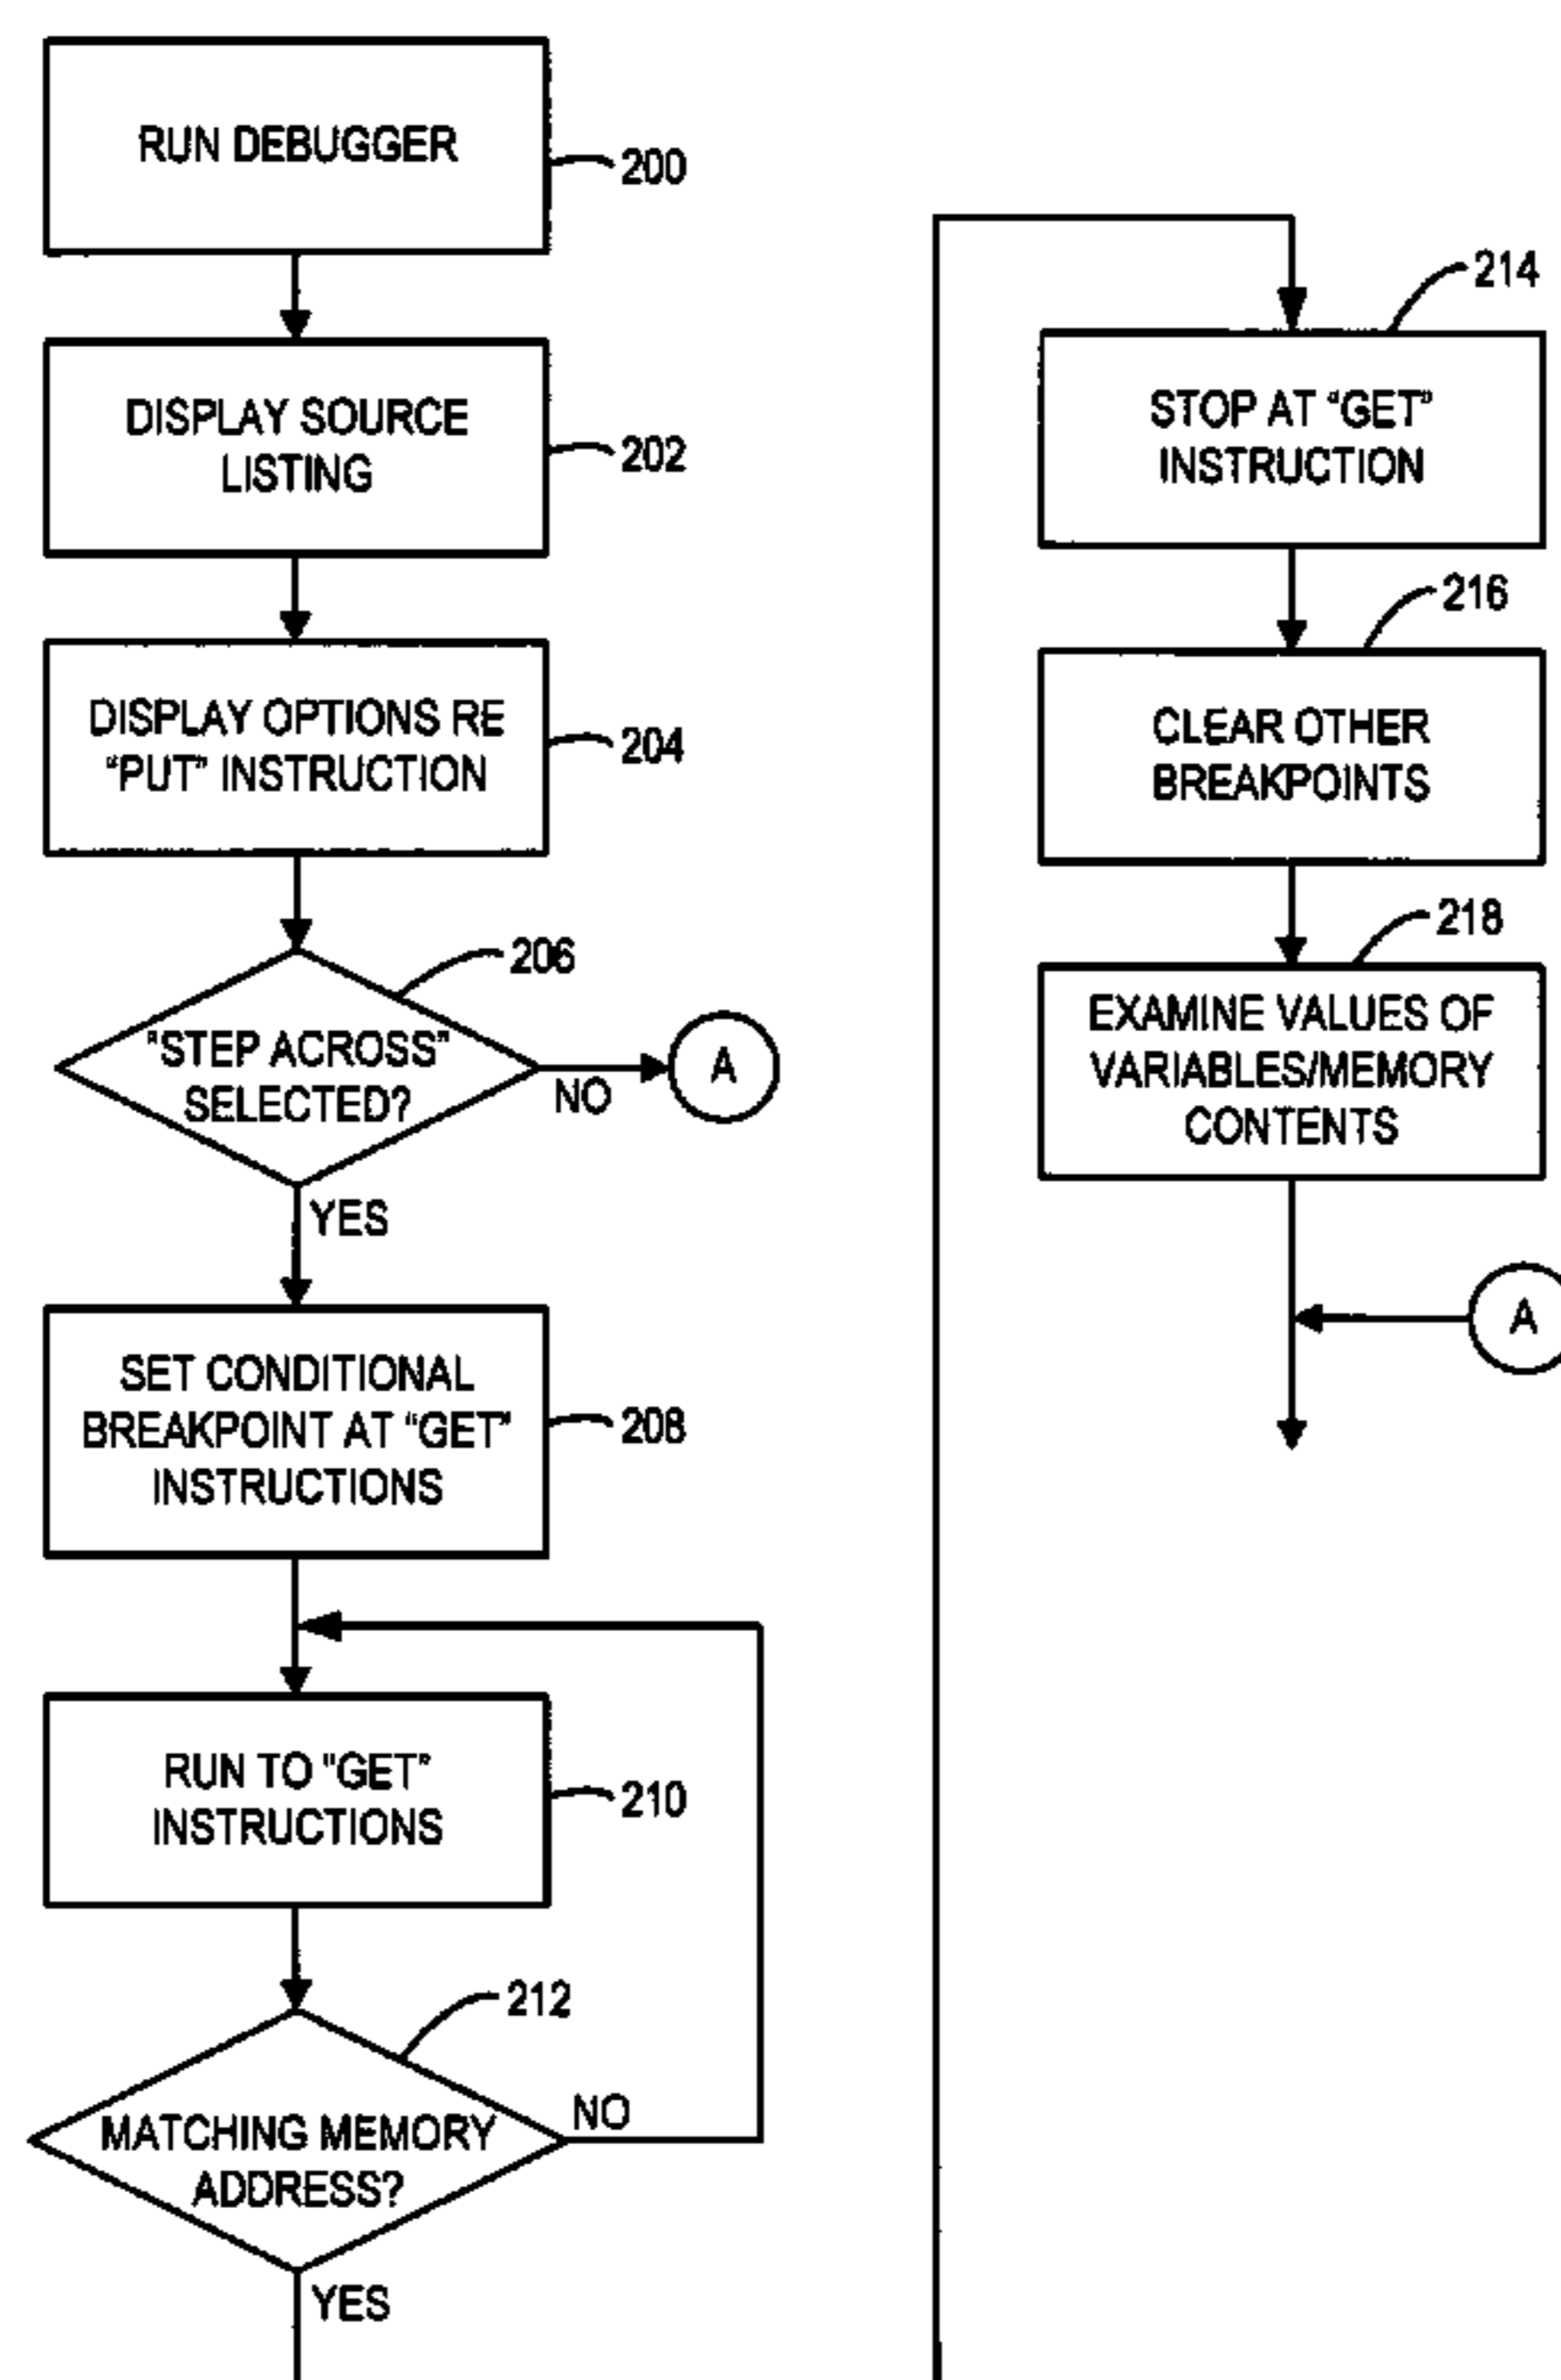 RUN DEBUGGER
200
DISPLAY SOURCE
LISTING
202
DISPLAY OPTIONS RE
"PUT" INSTRUCTION
204
206
"STEP ACROSS"
SELECTED?
NO
A
YES
SET CONDITIONAL
BREAKPOINT AT "GET"
INSTRUCTIONS
208
RUN TO "GET"
INSTRUCTIONS
210
212
MATCHING MEMORY
ADDRESS?
NO
YES
214
STOP AT "GET"
INSTRUCTION
216
CLEAR OTHER
BREAKPOINTS
218
EXAMINE VALUES OF
VARIABLES/MEMORY
CONTENTS
A